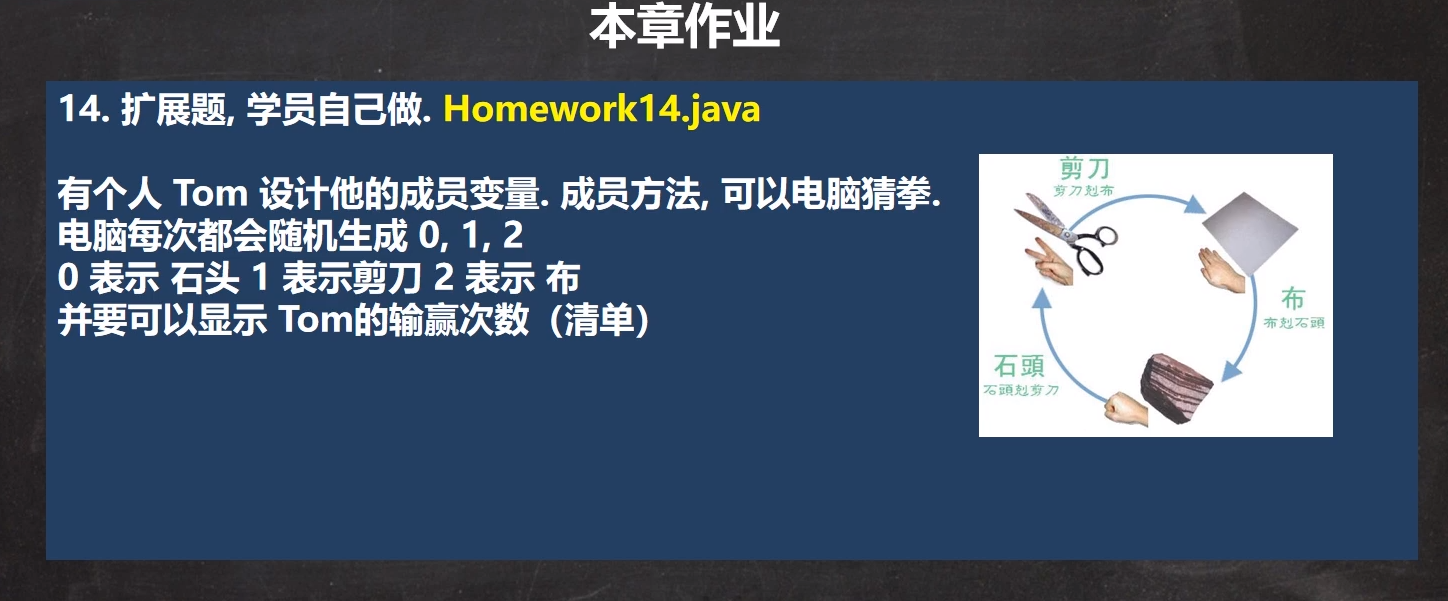 本章作业
14. 扩展题, 学员自己做. Homework14.java
有个人 Tom 设计他的成员变量. 成员方法, 可以电脑猜拳.
电脑每次都会随机生成 0, 1, 2
0 表示 石头 1 表示剪刀 2 表示 布
并要可以显示 Tom的输赢次数（清单）
剪刀
剪刀剋布
布
布剋石頭
石頭
石頭剋剪刀